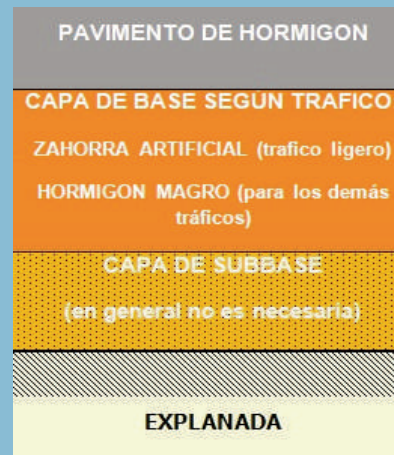 PAVIMENTO DE HORMIGON
CAPA DE BASE SEGÚN TRAFICO
ZAHORRA ARTIFICIAL (trafico ligero)
HORMIGON MAGRO (para los demás
tráficos)
CAPA DE SUBBASE
(en general no es necesaria)
EXPLANADA